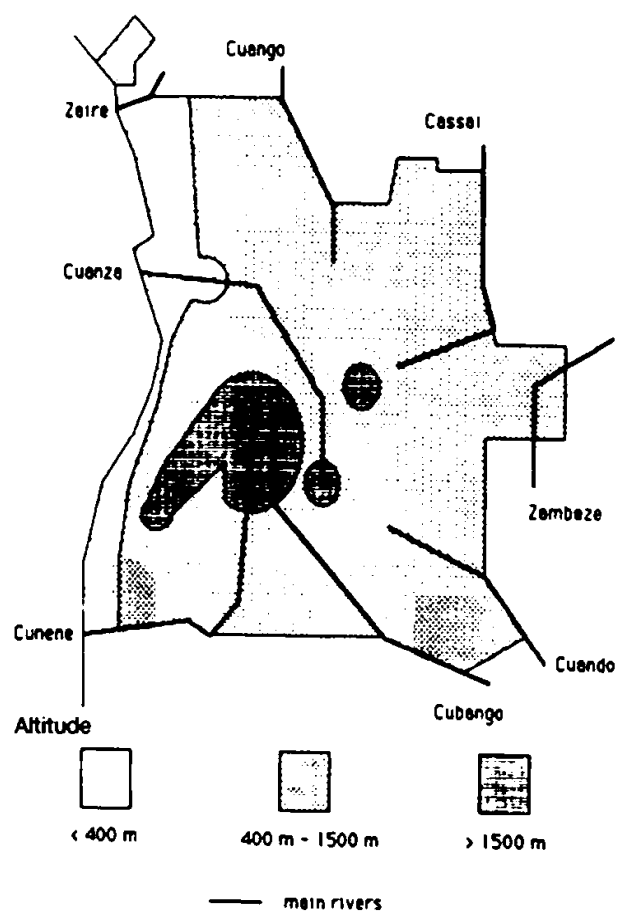 Cuango
Zaire
Cassai
Cuanza
Zambeze
Cunene
Cuando
Cubango
Altitude
< 400 m
400 m - 1500 m
> 1500 m
main rivers